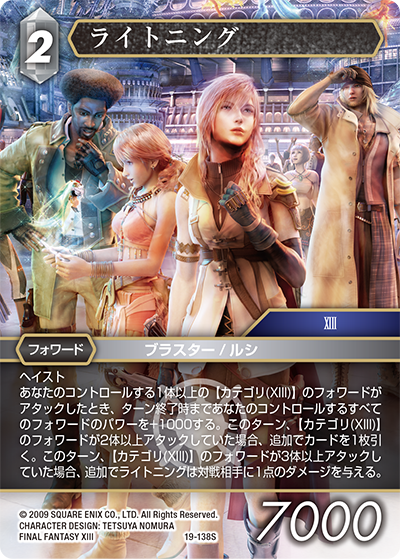 2
ライトニング
XIII
フォワード
ブラスター / ルシ
ヘイスト
あなたのコントロールする1体以上の【カテゴリ(XIII)】のフォワードが
アタックしたとき、ターン終了時まであなたのコントロールするすべて
のフォワードのパワーを+1000する。このターン、【カテゴリ(XIII)】
のフォワードが2体以上アタックしていた場合、追加でカードを1枚引
く。このターン、【カテゴリ(XIII)】のフォワードが3体以上アタックし
ていた場合、追加でライトニングは対戦相手に1点のダメージを与える。
© 2009 SQUARE ENIX CO., LTD. All Rights Reserved.
CHARACTER DESIGN: TETSUYA NOMURA
FINAL FANTASY XIII
19-138S
7000